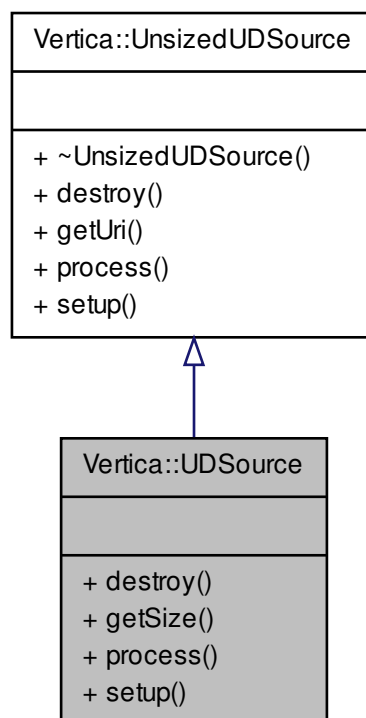 Vertica::UnsizedUDSource
+ ~UnsizedUDSource()
+ destroy()
+ getUri()
+ process()
+ setup()
Vertica::UDSource
+ destroy()
+ getSize()
+ process()
+ setup()